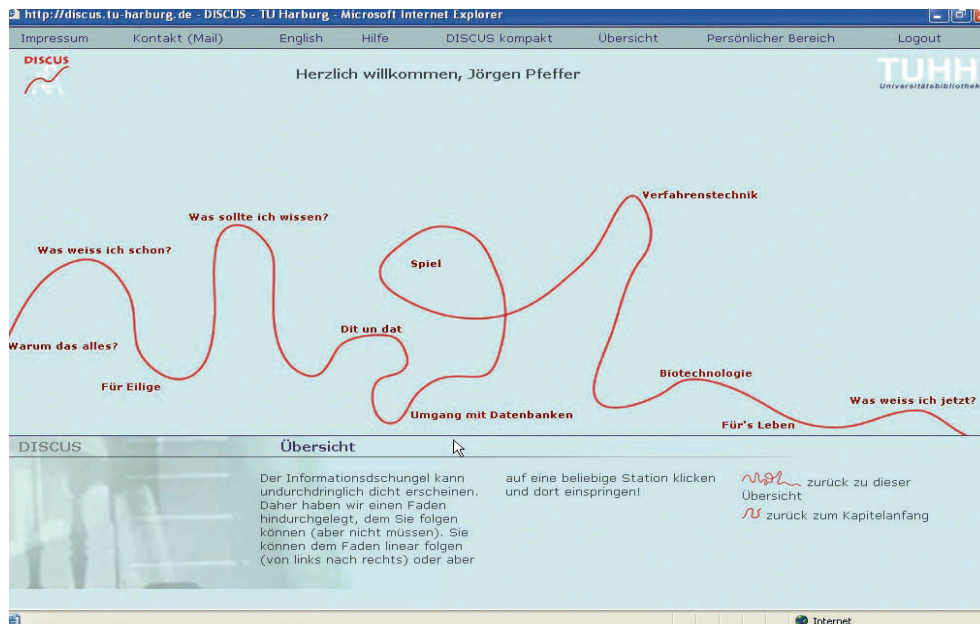 http://discus.tu-harburg.de - DISCUS - TU Harburg - Microsoft Internet Explorer
Impressum Kontakt (Mail) English Hilfe DISCUS kompakt Übersicht Persönlicher Bereich Logout
DISCUS
Herzlich willkommen, Jörgen Pfeffer
TUHH
Universitätsbibliothek
Verfahrenstechnik
Was sollte ich wissen?
Was weiss ich schon?
Spiel
Dit un dat
Warum das alles?
Biotechnologie
Für Eilige
Was weiss ich jetzt?
Umgang mit Datenbanken
Für's Leben
DISCUS
Übersicht
Der Informationsdschungel kann
undurchdringlich dicht erscheinen.
Daher haben wir einen Faden
hindurchgelegt, dem Sie folgen
können (aber nicht müssen). Sie
können dem Faden linear folgen
(von links nach rechts) oder aber
auf eine beliebige Station klicken
und dort einspringen!
zurück zu dieser
Übersicht
zurück zum Kapitelanfang
Internet